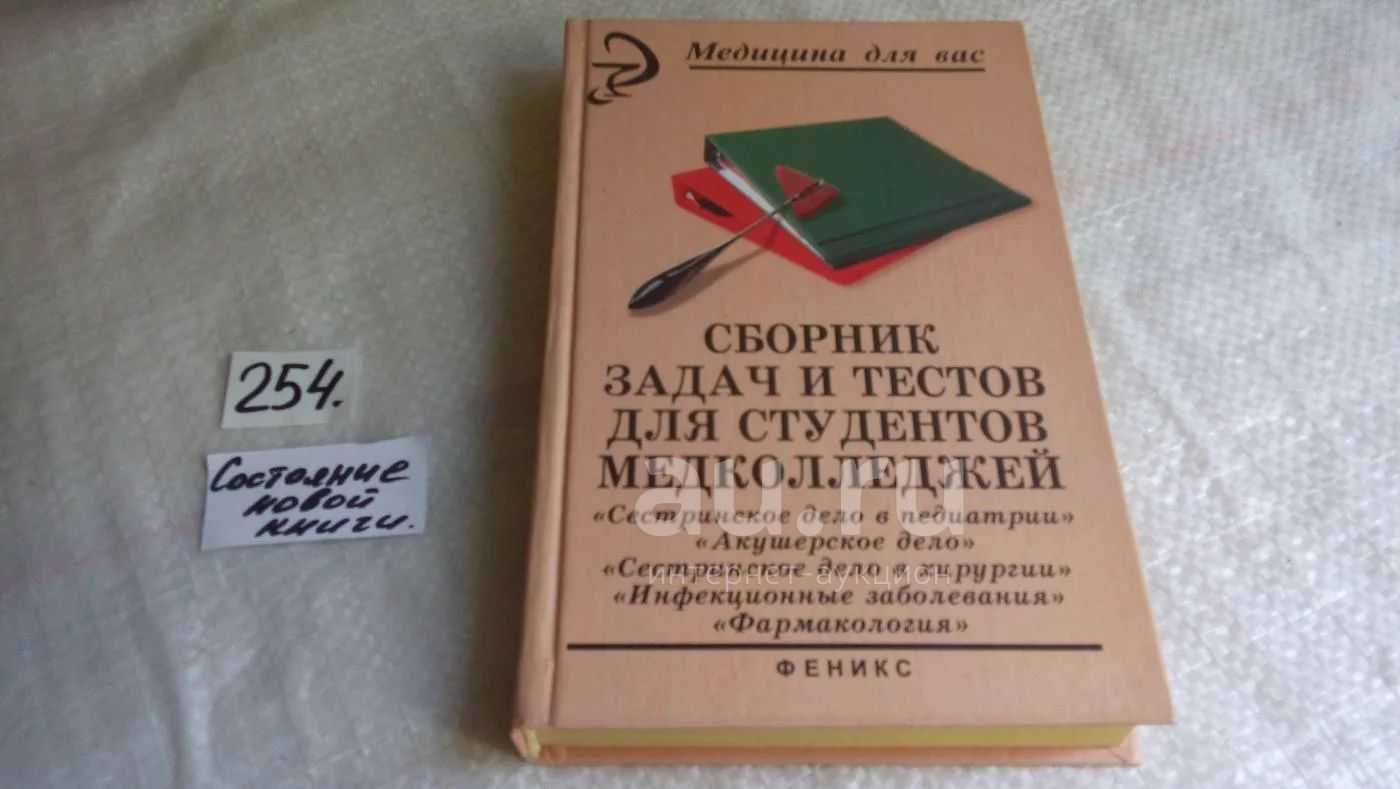 Медицина для вас
СБОРНИК
ЗАДАЧ И ТЕСТОВ
ДЛЯ СТУДЕНТОВ
МЕДКОЛЛЕДЖЕЙ
«Сестринское дело в педиатрии»
«Акушерское дело»
«Сестринское дело в хирургии»
«Инфекционные заболевания»
«Фармакология»
ФЕНИКС
254.
Состояние
новой
книги.
au.ru
интернет-аукцион